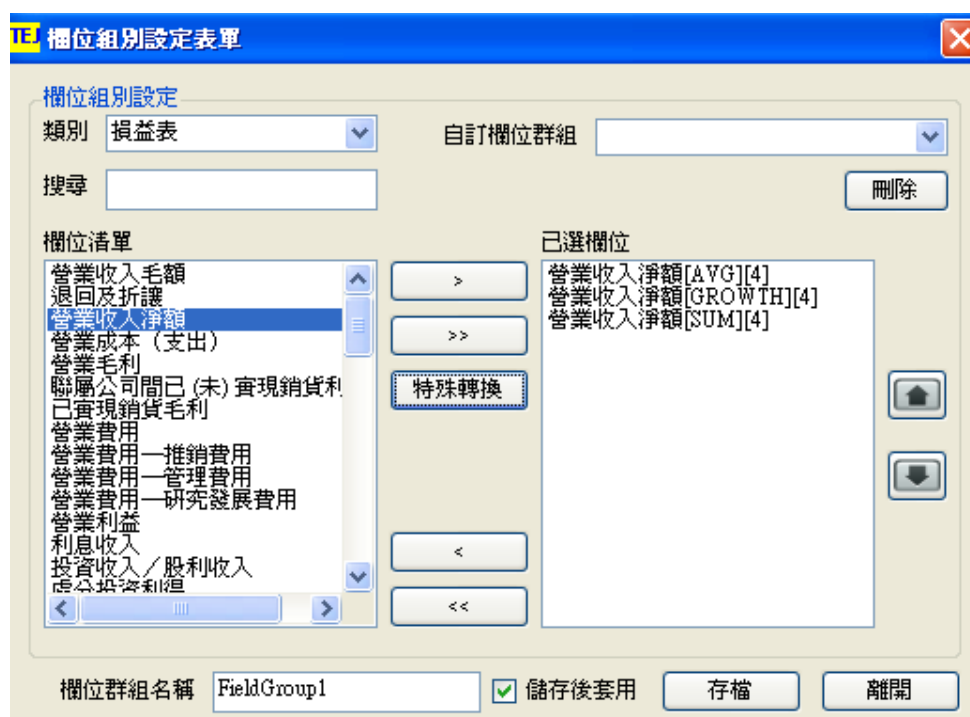 TEJ 欄位組別設定表單
欄位組別設定
類別 損益表 自訂欄位群組
搜尋 刪除
欄位清單 已選欄位
營業收入毛額
退回及折讓
營業收入淨額
營業成本（支出）
營業毛利
聯屬公司間已 (未) 實現銷貨利
已實現銷貨毛利
營業費用
營業費用—推銷費用
營業費用—管理費用
營業費用—研究發展費用
營業利益
利息收入
投資收入／股利收入
處分投資利得
>
>>
特殊轉換
<
<<
營業收入淨額[AVG][4]
營業收入淨額[GROWTH][4]
營業收入淨額[SUM][4]
欄位群組名稱 FieldGroup1 儲存後套用 存檔 離開